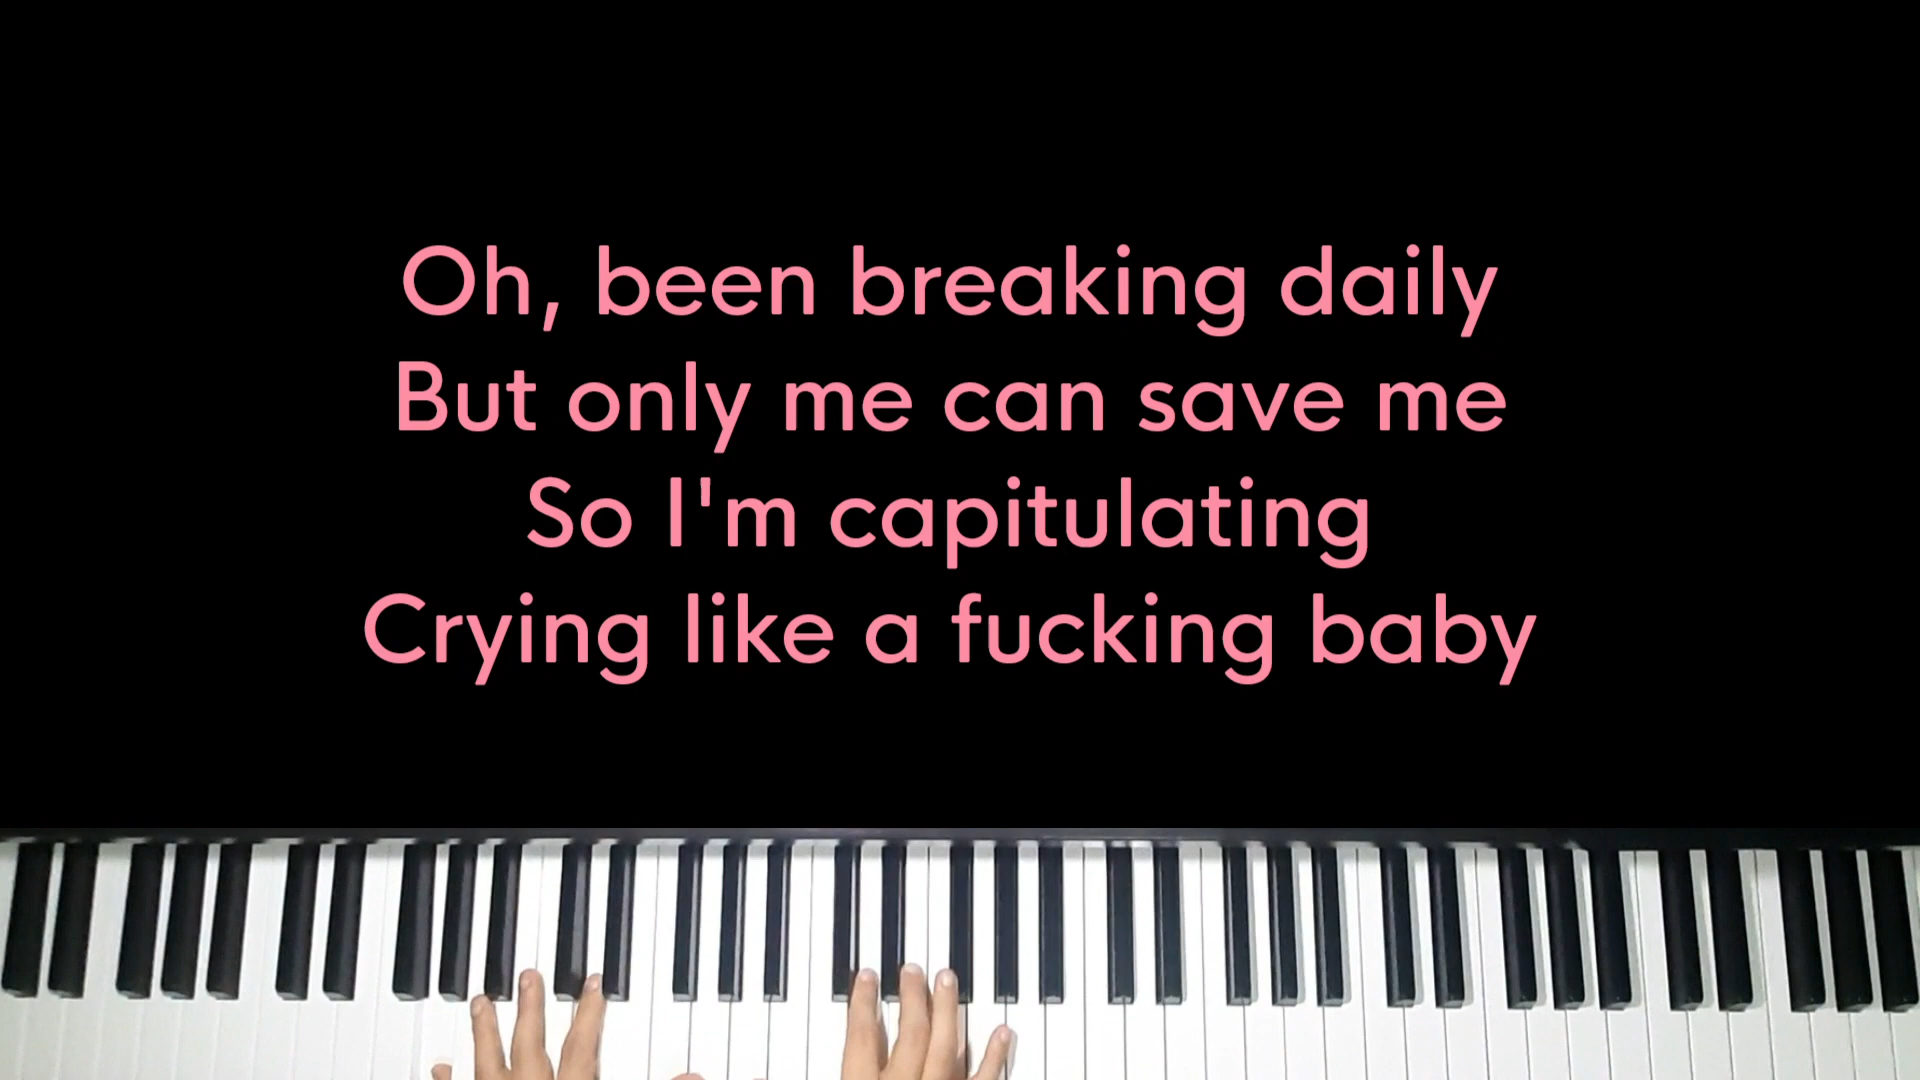 Oh, been breaking daily
But only me can save me
So I'm capitulating
Crying like a fucking baby